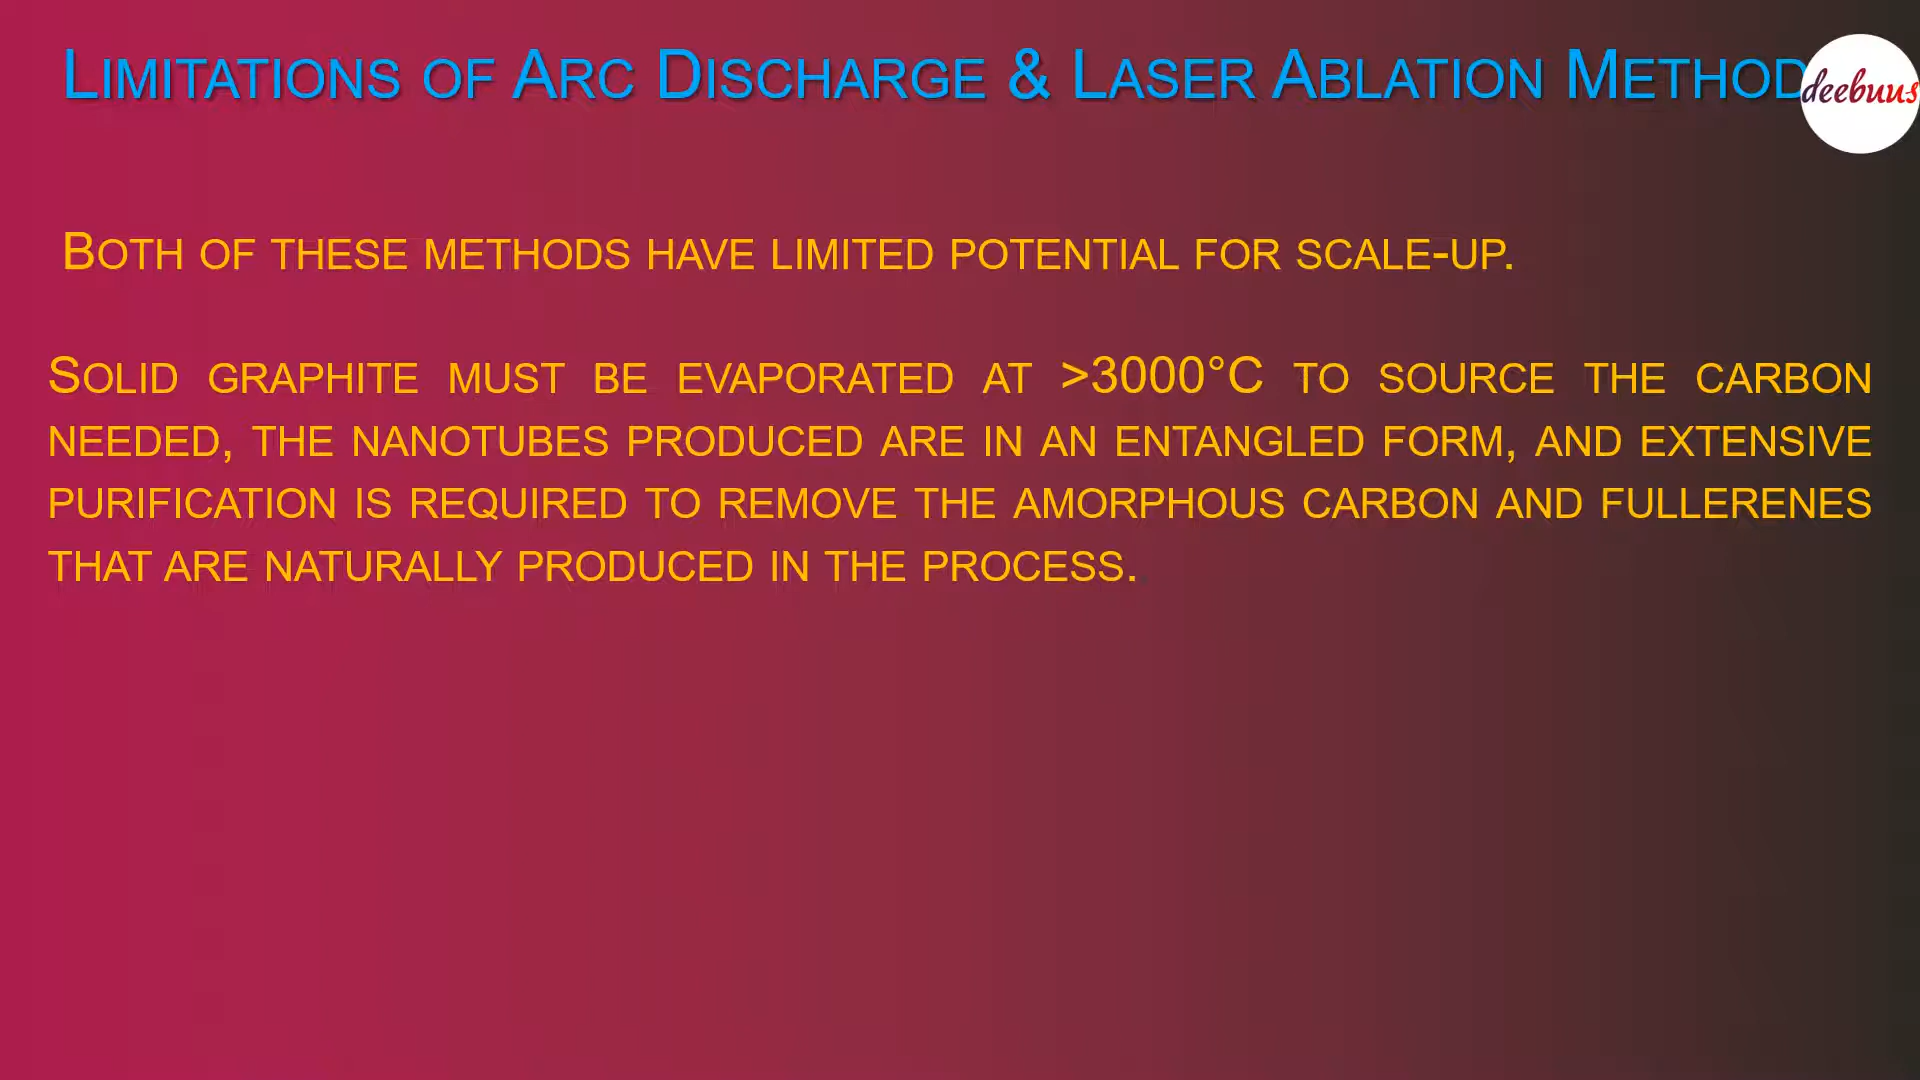 Limitations of Arc Discharge & Laser Ablation Method
deebuus
Both of these methods have limited potential for scale-up.
Solid graphite must be evaporated at >3000°C to source the carbon
needed, the nanotubes produced are in an entangled form, and extensive
purification is required to remove the amorphous carbon and fullerenes
that are naturally produced in the process.